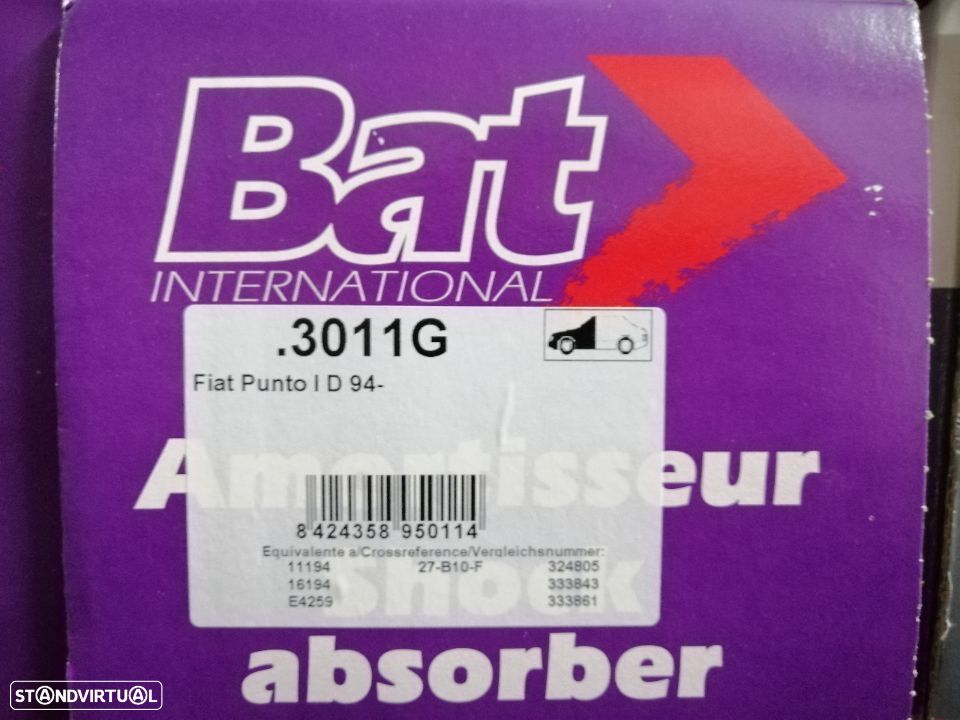 Bat
INTERNATIONAL
.3011G
Fiat Punto I D 94-
Amortisseur
8 424358 950114
Equivalente a/Crossreference/Vergleichsnummer:
11194 27-B10-F 324805
16194 333843
E4259 333861
shock
absorber
STANDVIRTUAL